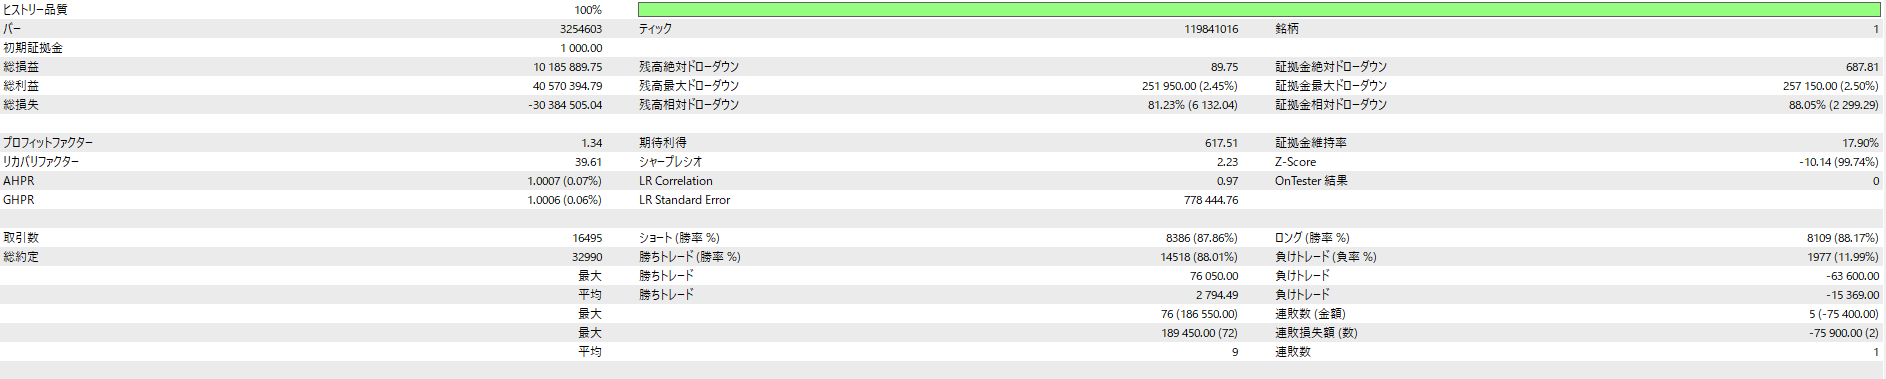 ヒストリー品質 100%
バー 3254603 ティック 119841016 銘柄 1
初期証拠金 1 000.00
総損益 10 185 889.75 残高絶対ドローダウン 89.75 証拠金絶対ドローダウン 687.81
総利益 40 570 394.79 残高最大ドローダウン 251 950.00 (2.45%) 証拠金最大ドローダウン 257 150.00 (2.50%)
総損失 -30 384 505.04 残高相対ドローダウン 81.23% (6 132.04) 証拠金相対ドローダウン 88.05% (2 299.29)
プロフィットファクター 1.34 期待利得 617.51 証拠金維持率 17.90%
リカバリファクター 39.61 シャープレシオ 2.23 Z-Score -10.14 (99.74%)
AHPR 1.0007 (0.07%) LR Correlation 0.97 OnTester 結果 0
GHPR 1.0006 (0.06%) LR Standard Error 778 444.76
取引数 16495 ショート (勝率 %) 8386 (87.86%) ロング (勝率 %) 8109 (88.17%)
総約定 32990 勝ちトレード (勝率 %) 14518 (88.01%) 負けトレード (負率 %) 1977 (11.99%)
最大 勝ちトレード 76 050.00 負けトレード -63 600.00
平均 勝ちトレード 2 794.49 負けトレード -15 369.00
最大 76 (186 550.00) 連敗数 (金額) 5 (-75 400.00)
最大 189 450.00 (72) 連敗損失額 (数) -75 900.00 (2)
平均 9 連敗数 1